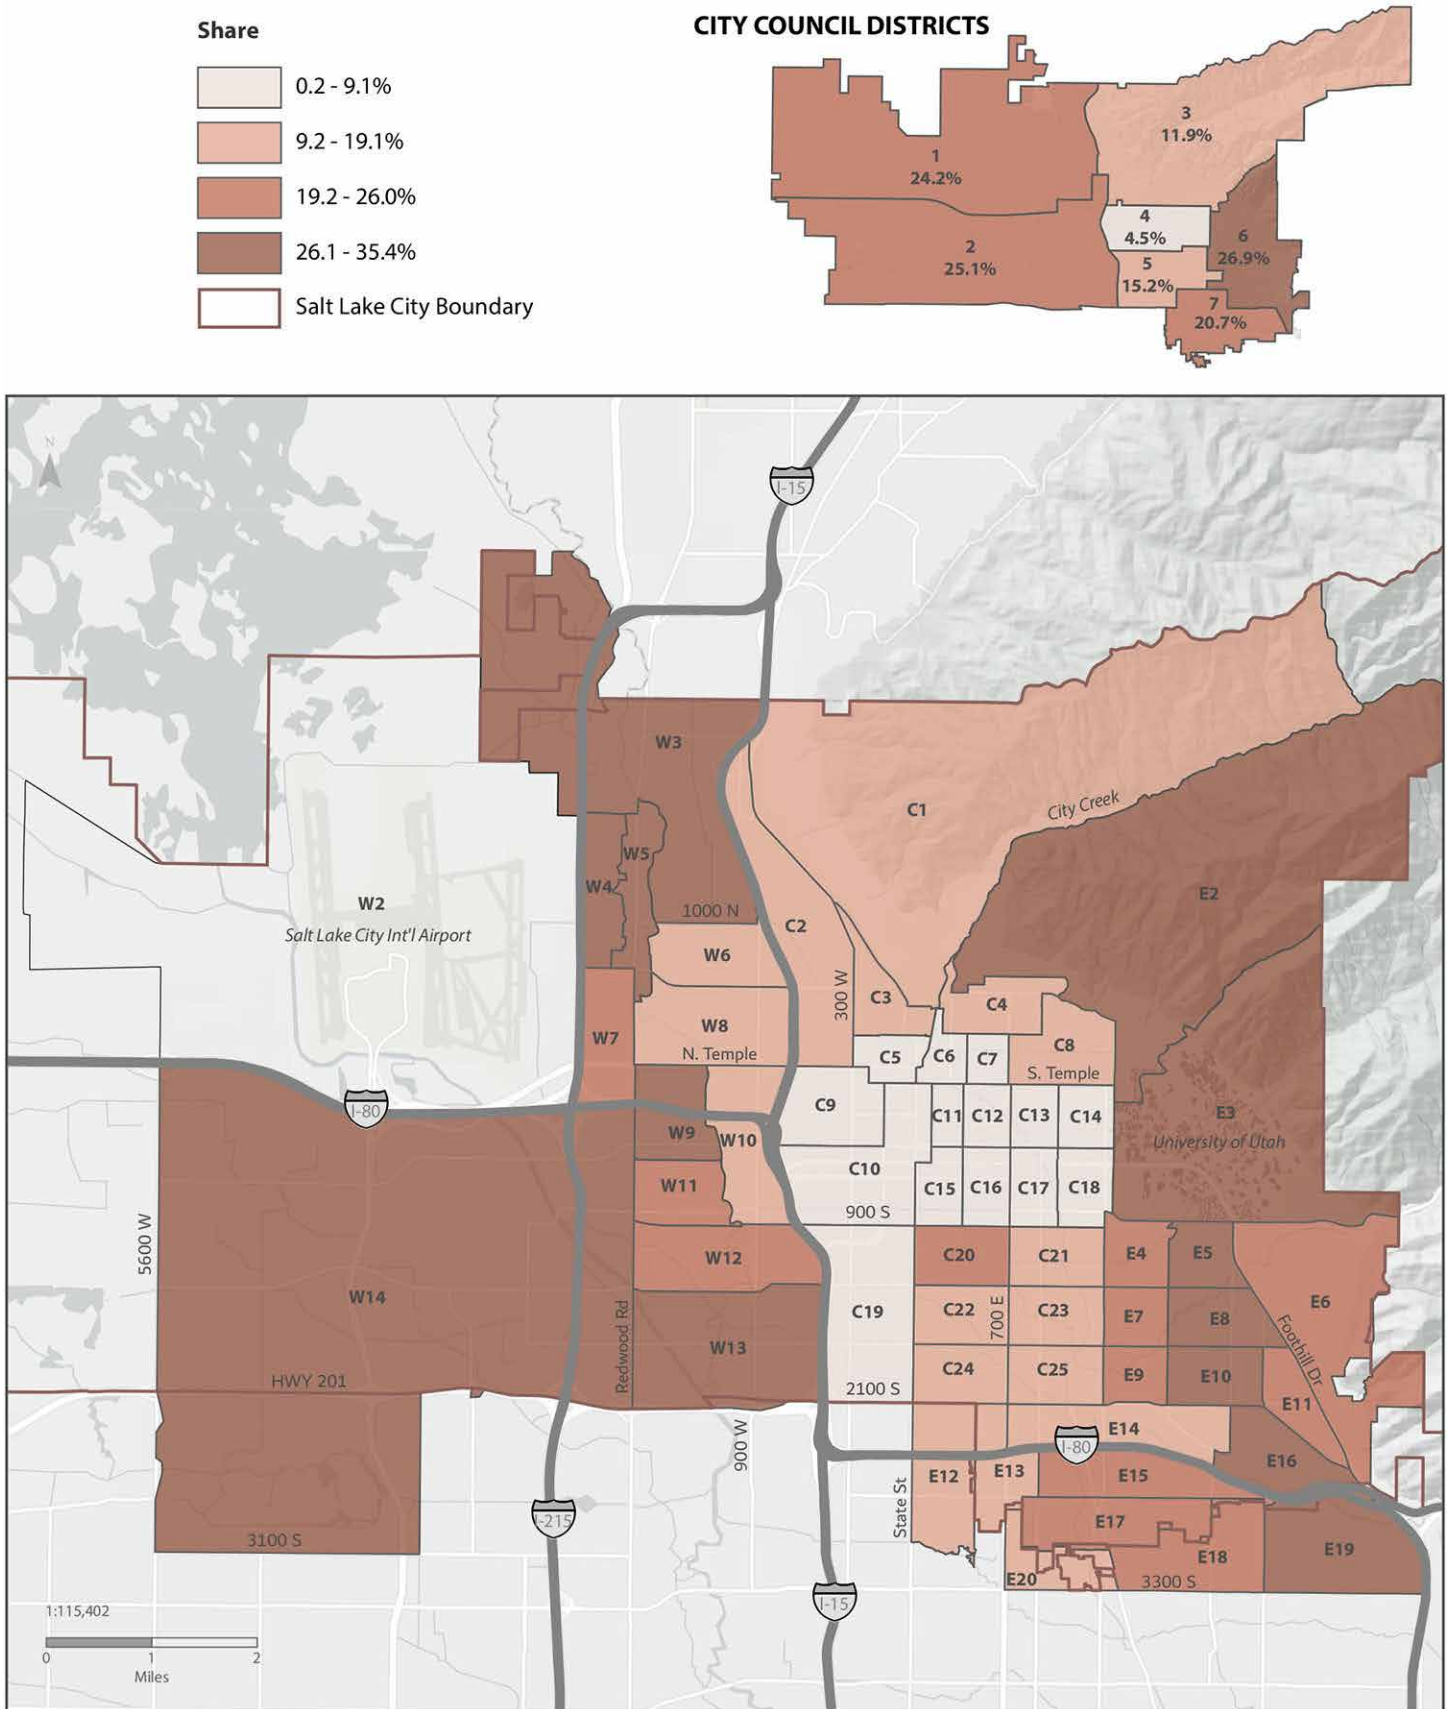 Share
0.2 - 9.1%
9.2 - 19.1%
19.2 - 26.0%
26.1 - 35.4%
Salt Lake City Boundary
CITY COUNCIL DISTRICTS
3
11.9%
1
24.2%
4
4.5%
6
26.9%
2
25.1%
5
15.2%
7
20.7%
N
I-15
W3
C1
City Creek
W5
W4
E2
W2
Salt Lake City Int'l Airport
1000 N
C2
W6
300 W
C3
C4
W7
W8
N. Temple
C5
C6
C7
C8
S. Temple
I-80
C9
C11
C12
C13
C14
E3
University of Utah
W9
W10
C10
W11
C15
C16
C17
C18
900 S
5600 W
W12
C20
C21
E4
E5
W14
C19
C22
700 E
C23
E7
E8
E6
Foothill Dr
Redwood Rd
W13
HWY 201
2100 S
C24
C25
E9
E10
E11
900 W
E14
I-80
State St
E12
E13
E15
E16
I-215
E17
3100 S
E18
E19
E20
3300 S
I-15
1:115,402
0
1
2
Miles